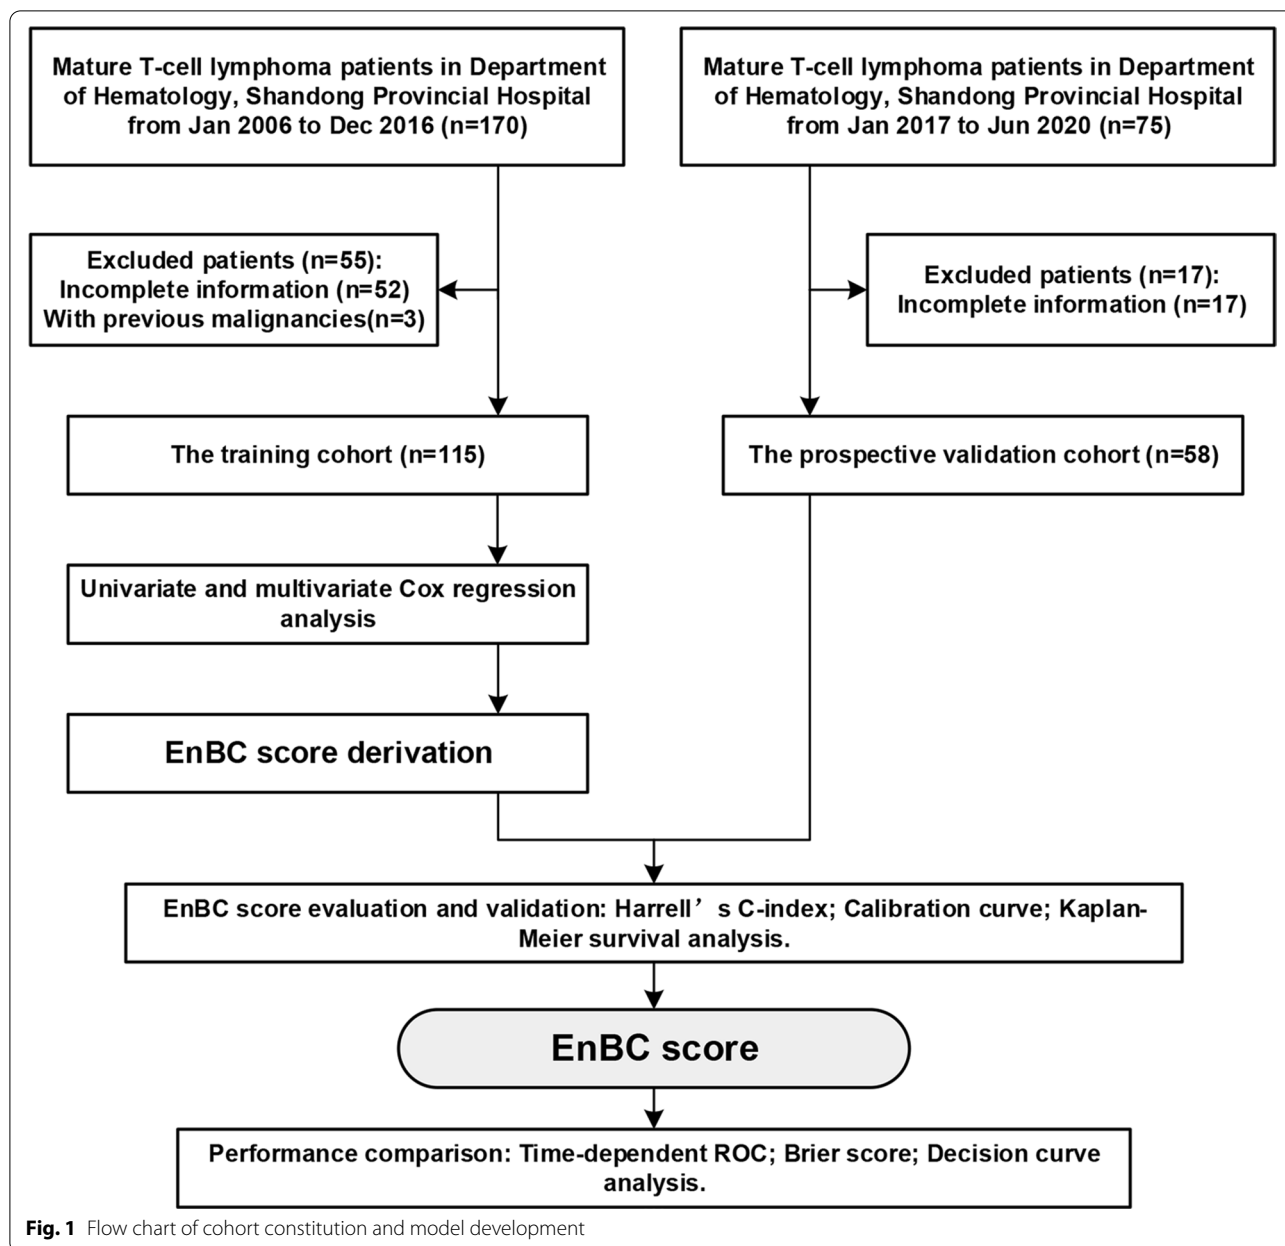 Mature T-cell lymphoma patients in Department
of Hematology, Shandong Provincial Hospital
from Jan 2006 to Dec 2016 (n=170)
Mature T-cell lymphoma patients in Department
of Hematology, Shandong Provincial Hospital
from Jan 2017 to Jun 2020 (n=75)
Excluded patients (n=55):
Incomplete information (n=52)
With previous malignancies(n=3)
Excluded patients (n=17):
Incomplete information (n=17)
The training cohort (n=115)
The prospective validation cohort (n=58)
Univariate and multivariate Cox regression
analysis
EnBC score derivation
EnBC score evaluation and validation: Harrell’ s C-index; Calibration curve; Kaplan-
Meier survival analysis.
EnBC score
Performance comparison: Time-dependent ROC; Brier score; Decision curve
analysis.
Fig. 1 Flow chart of cohort constitution and model development